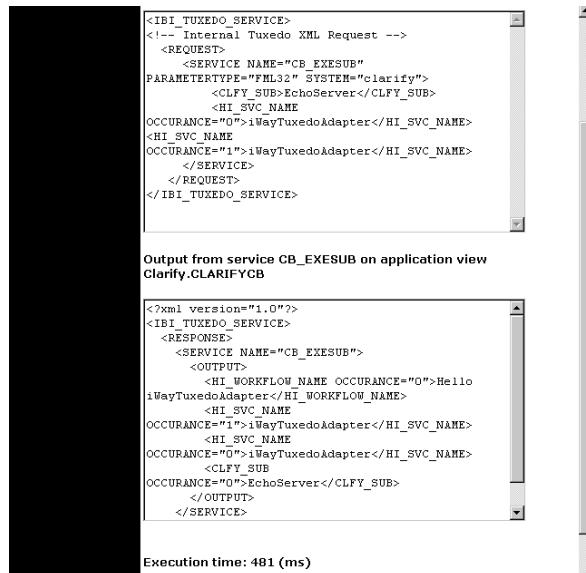 <IBI_TUXEDO_SERVICE>
<!-- Internal Tuxedo XML Request -->
  <REQUEST>
     <SERVICE NAME="CB_EXESUB"
PARAMETERTYPE="FML32" SYSTEM="clarify">
         <CLFY_SUB>EchoServer</CLFY_SUB>
         <HI_SVC_NAME
OCCURANCE="0">iWayTuxedoAdapter</HI_SVC_NAME>
<HI_SVC_NAME
OCCURANCE="1">iWayTuxedoAdapter</HI_SVC_NAME>
     </SERVICE>
   </REQUEST>
</IBI_TUXEDO_SERVICE>
Output from service CB_EXESUB on application view
Clarify.CLARIFYCB
<?xml version="1.0"?>
<IBI_TUXEDO_SERVICE>
  <RESPONSE>
    <SERVICE NAME="CB_EXESUB">
      <OUTPUT>
        <HI_WORKFLOW_NAME OCCURANCE="0">Hello
iWayTuxedoAdapter</HI_WORKFLOW_NAME>
        <HI_SVC_NAME
OCCURANCE="1">iWayTuxedoAdapter</HI_SVC_NAME>
        <HI_SVC_NAME
OCCURANCE="0">iWayTuxedoAdapter</HI_SVC_NAME>
        <CLFY_SUB
OCCURANCE="0">EchoServer</CLFY_SUB>
      </OUTPUT>
    </SERVICE>
Execution time: 481 (ms)